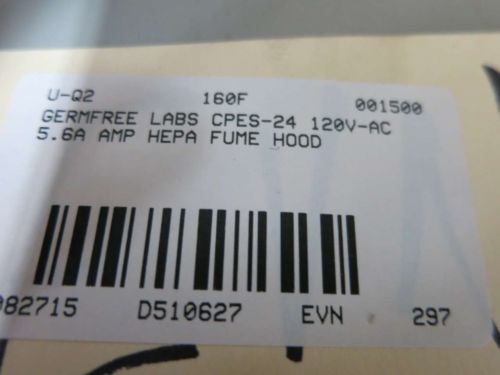 U-Q2 160F 001500
GERMFREE LABS CPES-24 120V-AC
5.6A AMP HEPA FUME HOOD
082715 D510627 EVN 297